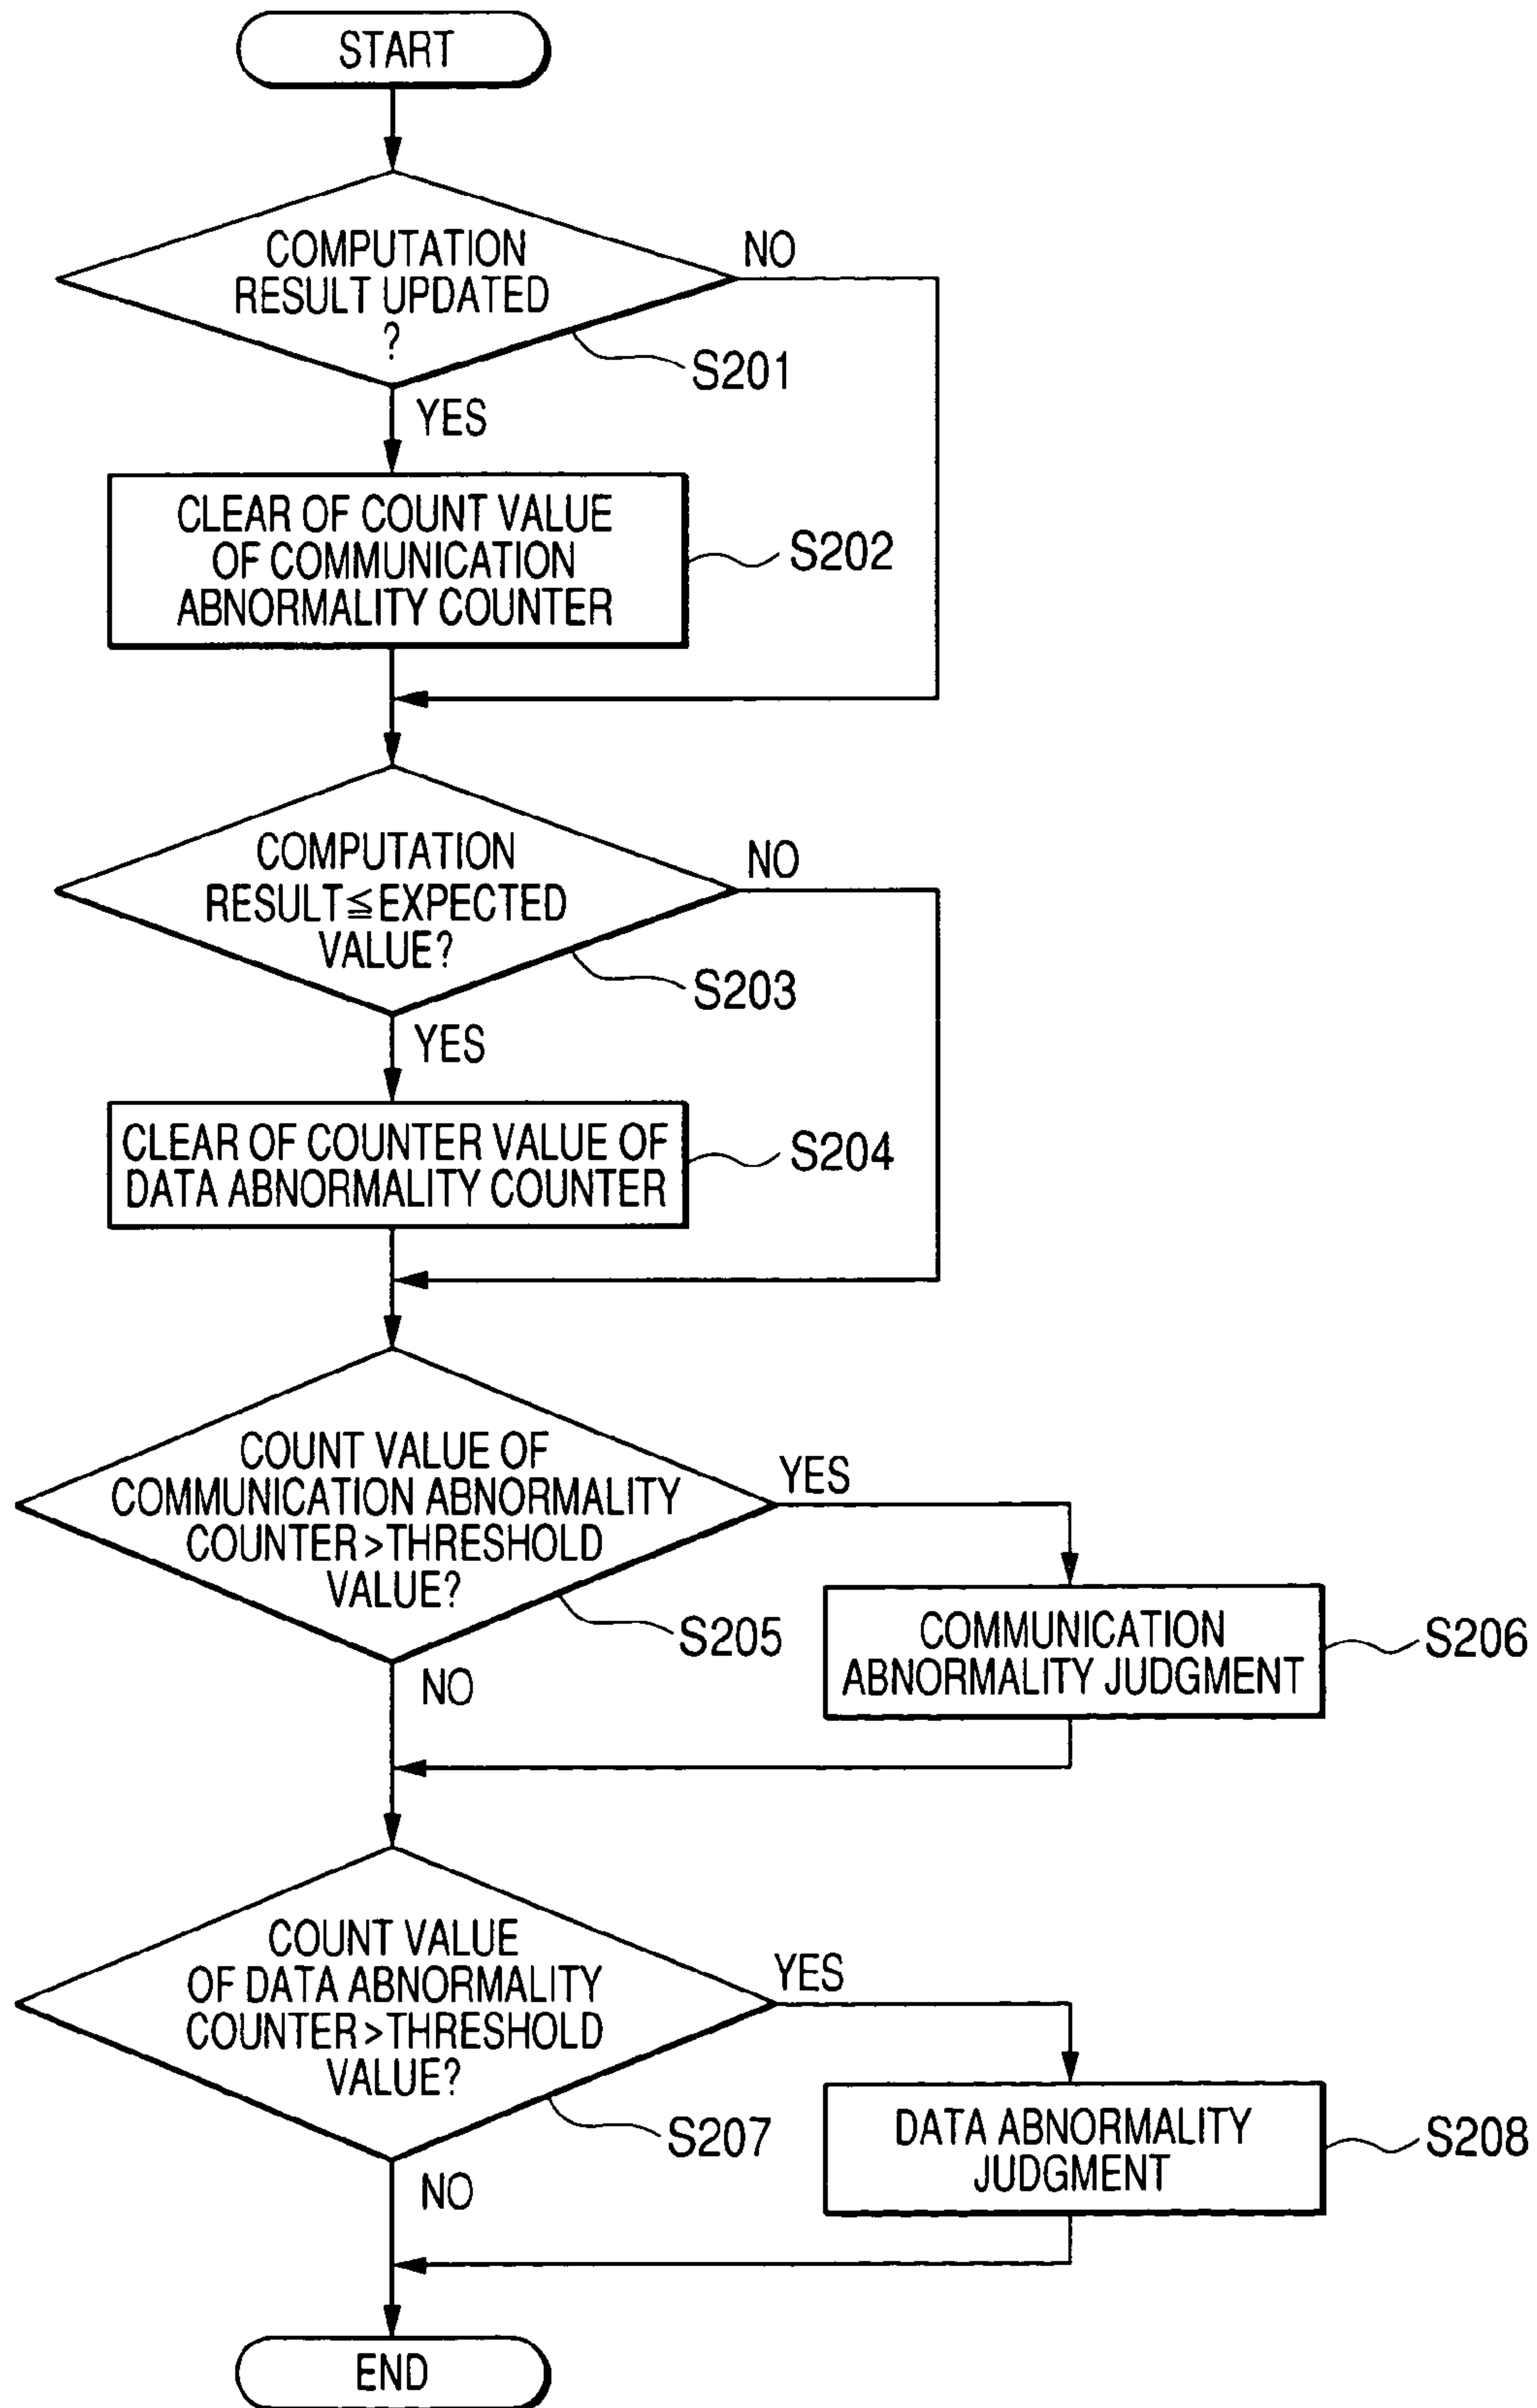 START
COMPUTATION
RESULT UPDATED
?
NO
S201
YES
CLEAR OF COUNT VALUE
OF COMMUNICATION
ABNORMALITY COUNTER
S202
COMPUTATION
RESULT≦EXPECTED
VALUE?
NO
S203
YES
CLEAR OF COUNTER VALUE OF
DATA ABNORMALITY COUNTER
S204
COUNT VALUE OF
COMMUNICATION ABNORMALITY
COUNTER>THRESHOLD
VALUE?
YES
S205
NO
COMMUNICATION
ABNORMALITY JUDGMENT
S206
COUNT VALUE
OF DATA ABNORMALITY
COUNTER>THRESHOLD
VALUE?
YES
S207
NO
DATA ABNORMALITY
JUDGMENT
S208
END